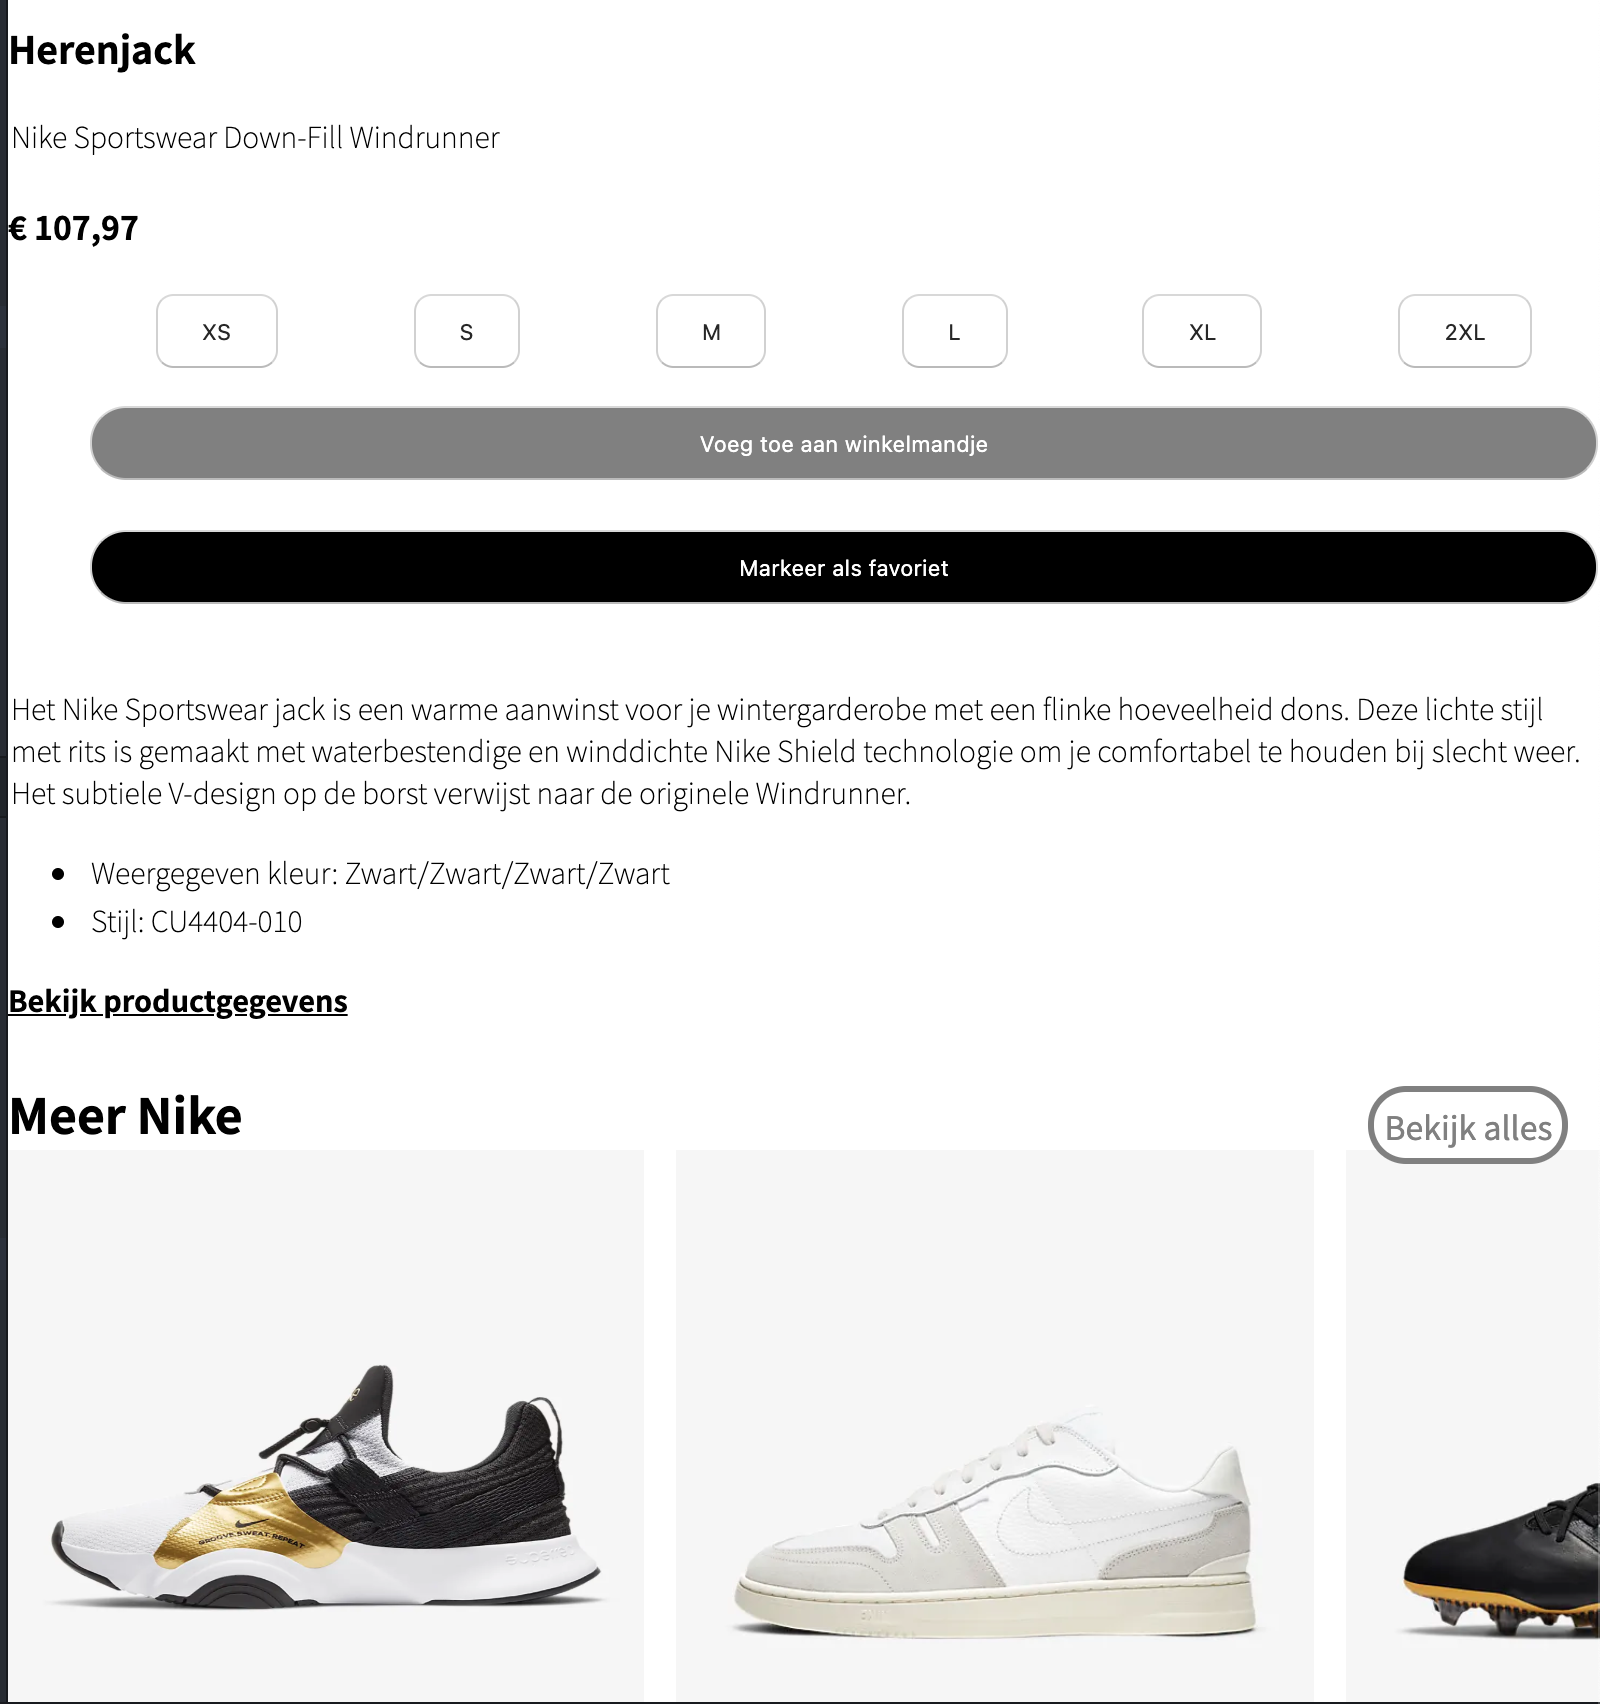 Herenjack
Nike Sportswear Down-Fill Windrunner
€ 107,97
XS
S
M
L
XL
2XL
Voeg toe aan winkelmandje
Markeer als favoriet
Het Nike Sportswear jack is een warme aanwinst voor je wintergarderobe met een flinke hoeveelheid dons. Deze lichte stijl
met rits is gemaakt met waterbestendige en winddichte Nike Shield technologie om je comfortabel te houden bij slecht weer.
Het subtiele V-design op de borst verwijst naar de originele Windrunner.
Weergegeven kleur: Zwart/Zwart/Zwart/Zwart
Stijl: CU4404-010
Bekijk productgegevens
Meer Nike
Bekijk alles
GROOVE.SWEAT.REPEAT